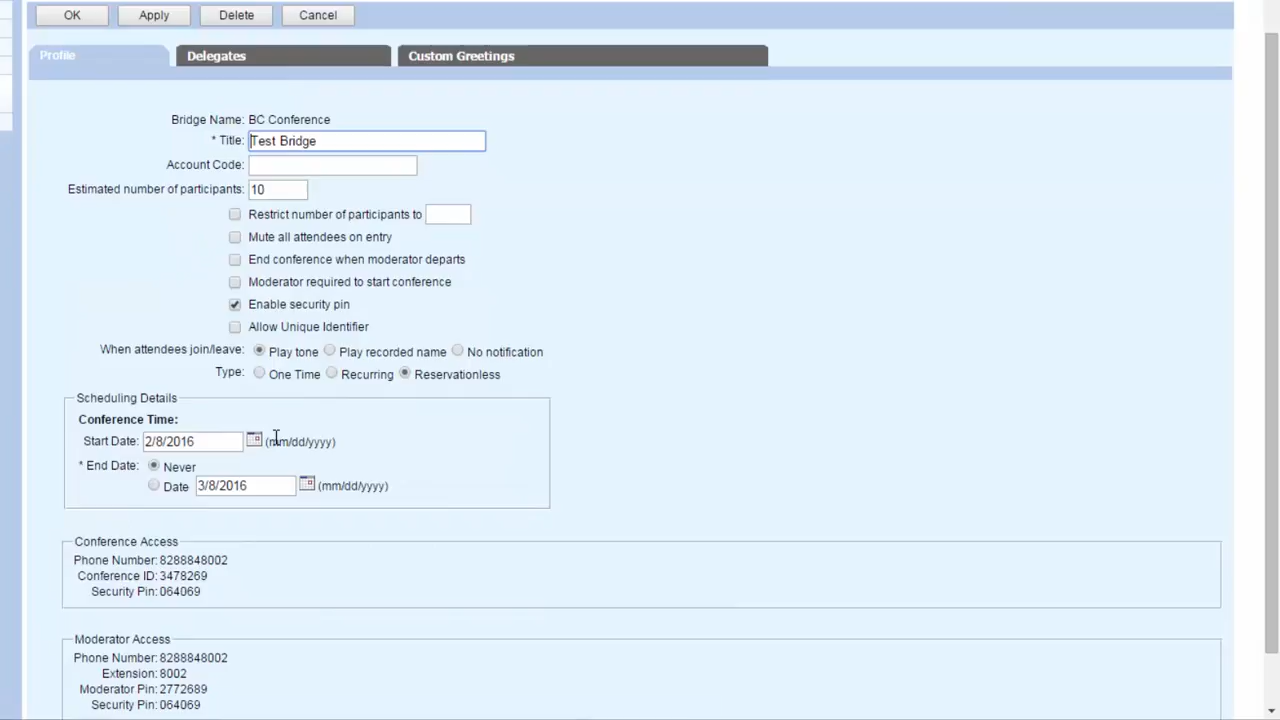 OK Apply Delete Cancel
Profile Delegates Custom Greetings
Bridge Name: BC Conference
* Title: Test Bridge
Account Code:
Estimated number of participants: 10
Restrict number of participants to
Mute all attendees on entry
End conference when moderator departs
Moderator required to start conference
Enable security pin
Allow Unique Identifier
When attendees join/leave: Play tone Play recorded name No notification
Type: One Time Recurring Reservationless
Scheduling Details
Conference Time:
Start Date: 2/8/2016 (mm/dd/yyyy)
* End Date: Never
Date 3/8/2016 (mm/dd/yyyy)
Conference Access
Phone Number: 8288848002
Conference ID: 3478269
Security Pin: 064069
Moderator Access
Phone Number: 8288848002
Extension: 8002
Moderator Pin: 2772689
Security Pin: 064069